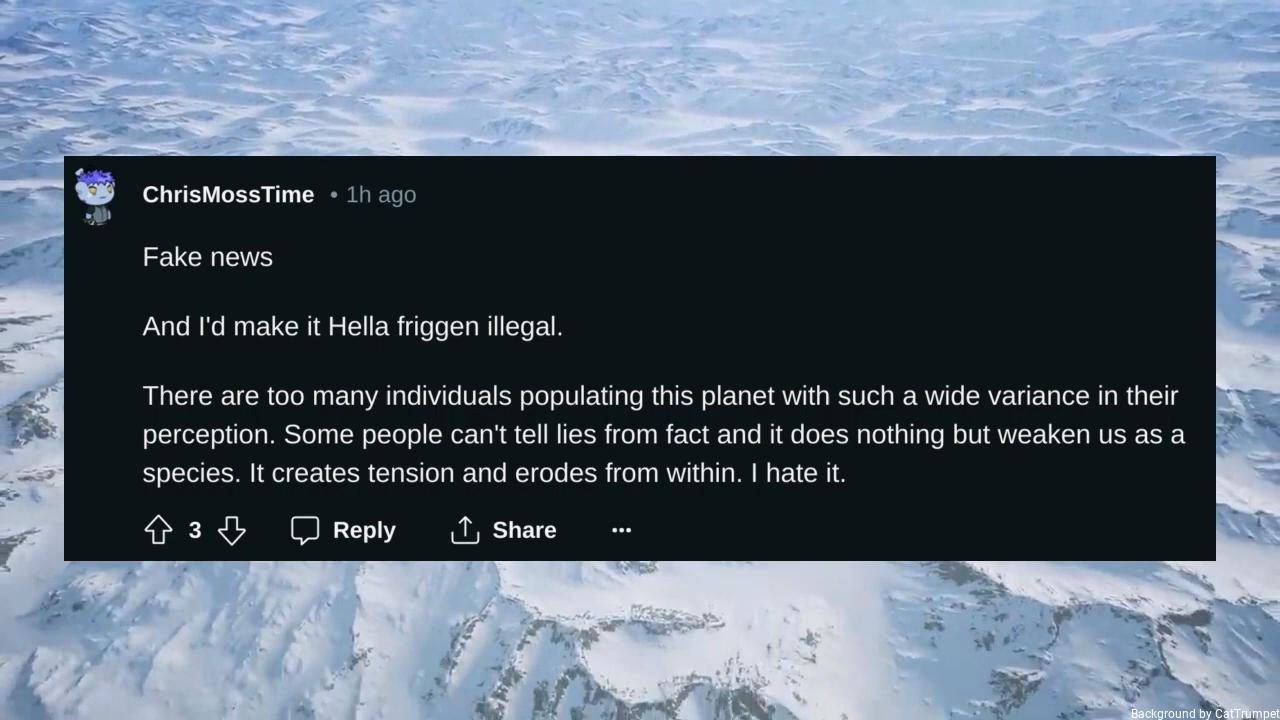 ChrisMossTime • 1h ago
Fake news
And I'd make it Hella friggen illegal.
There are too many individuals populating this planet with such a wide variance in their
perception. Some people can't tell lies from fact and it does nothing but weaken us as a
species. It creates tension and erodes from within. I hate it.
3 Reply Share
Background by CatTrumpet